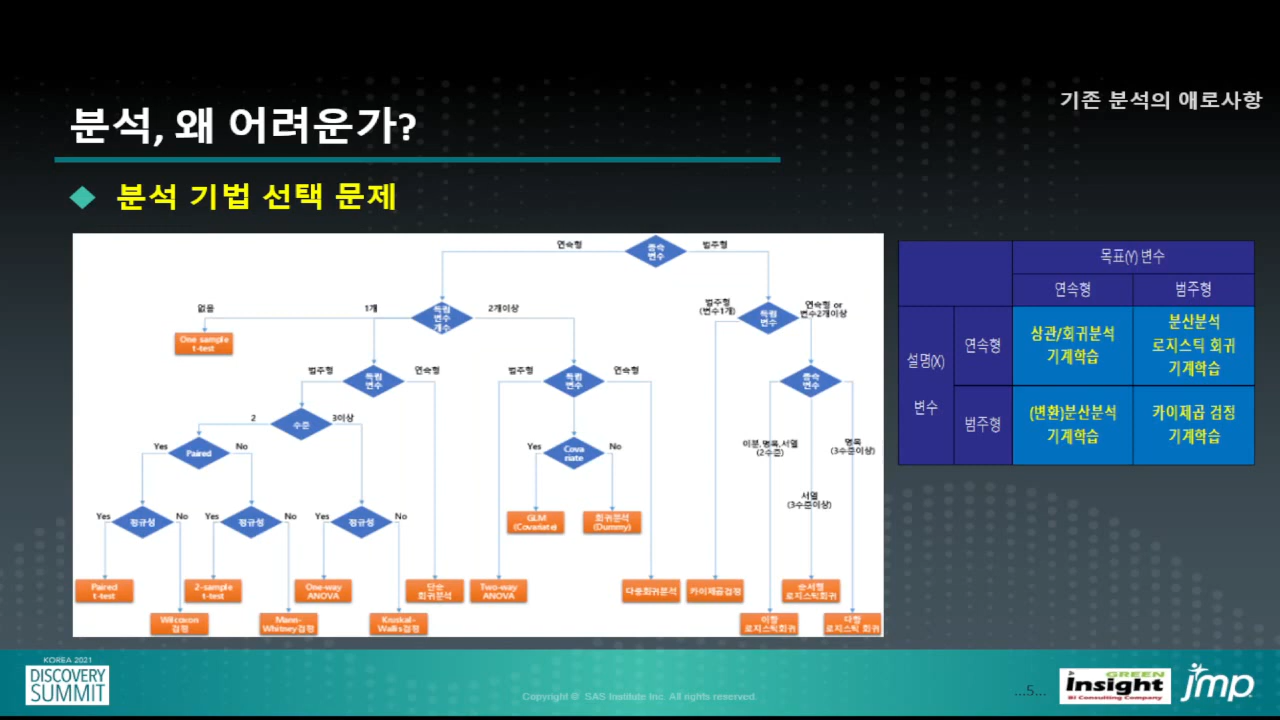 기존 분석의 애로사항
분석, 왜 어려운가?
분석 기법 선택 문제
연속형
종속
변수
범주형
없음
1개
독립
변수
개수
2개이상
범주형
(변수1개)
독립
변수
연속형 or
변수2개이상
One sample
t-test
범주형
독립
변수
연속형
범주형
독립
변수
연속형
종속
변수
2
수준
3이상
Yes
Paired
No
Yes
Cova
riate
No
이분,명목,서열
(2수준)
명목
(3수준이상)
서열
(3수준이상)
Yes
정규성
No
Yes
정규성
No
Yes
정규성
No
GLM
(Covariate)
회귀분석
(Dummy)
Paired
t-test
2-sample
t-test
One-way
ANOVA
단순
회귀분석
Two-way
ANOVA
다중회귀분석
카이제곱검정
순서형
로지스틱회귀
Wilcoxon
검정
Mann-
Whitney검정
Kruskal-
Wallis검정
이항
로지스틱회귀
다항
로지스틱 회귀
목표(Y) 변수
연속형
범주형
설명(X)
변수
연속형
상관/회귀분석
기계학습
분산분석
로지스틱 회귀
기계학습
범주형
(변환)분산분석
기계학습
카이제곱 검정
기계학습
KOREA 2021
DISCOVERY
SUMMIT
Copyright © SAS Institute Inc. All rights reserved.
...5...
GREEN
insight
BI Consulting Company
jmp